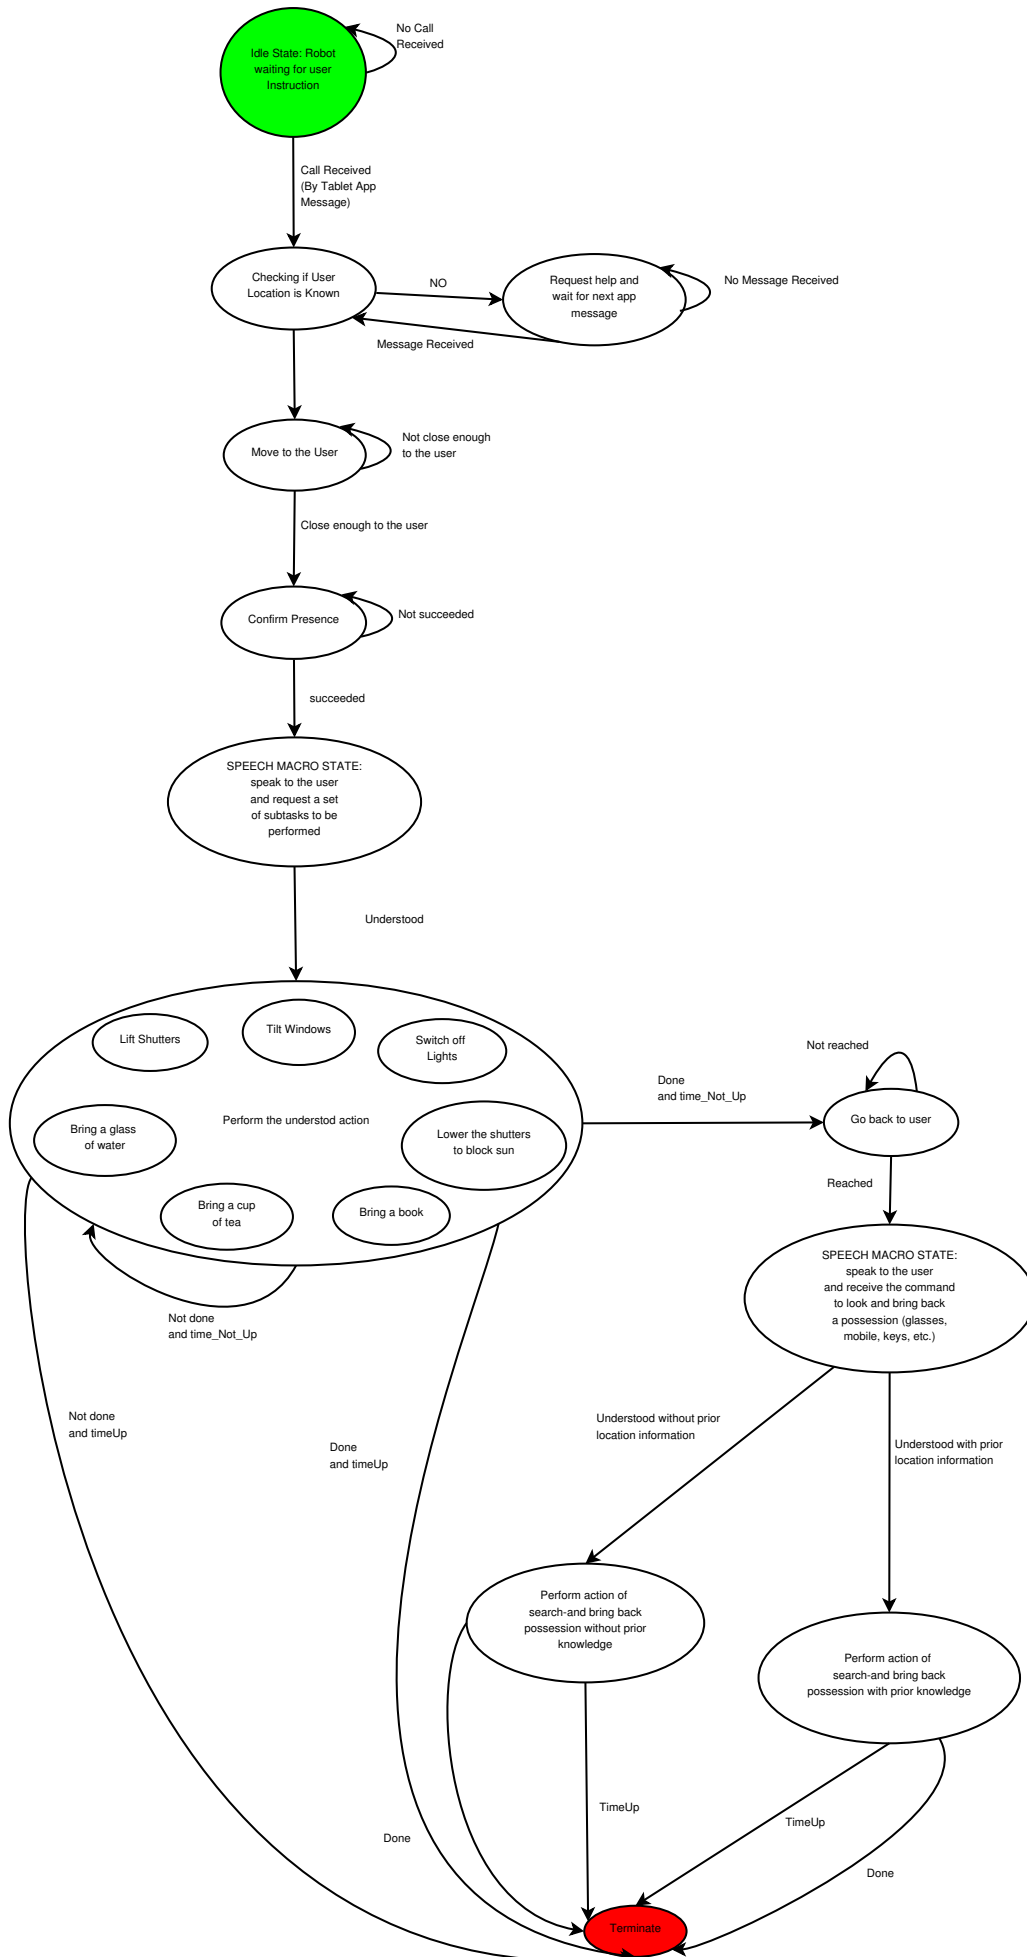 No Call
Received
Idle State: Robot
waiting for user
Instruction
Call Received
(By Tablet App
Message)
Checking if User
Location is Known
NO
Request help and
wait for next app
message
No Message Received
Message Received
Move to the User
Not close enough
to the user
Close enough to the user
Confirm Presence
Not succeeded
succeeded
SPEECH MACRO STATE:
speak to the user
and request a set
of subtasks to be
performed
Understood
Lift Shutters
Tilt Windows
Switch off
Lights
Perform the understod action
Bring a glass
of water
Lower the shutters
to block sun
Bring a cup
of tea
Bring a book
Done
and time_Not_Up
Not reached
Go back to user
Reached
SPEECH MACRO STATE:
speak to the user
and receive the command
to look and bring back
a possession (glasses,
mobile, keys, etc.)
Not done
and time_Not_Up
Not done
and timeUp
Done
and timeUp
Understood without prior
location information
Understood with prior
location information
Perform action of
search-and bring back
possession without prior
knowledge
Perform action of
search-and bring back
possession with prior knowledge
TimeUp
TimeUp
Done
Done
Terminate